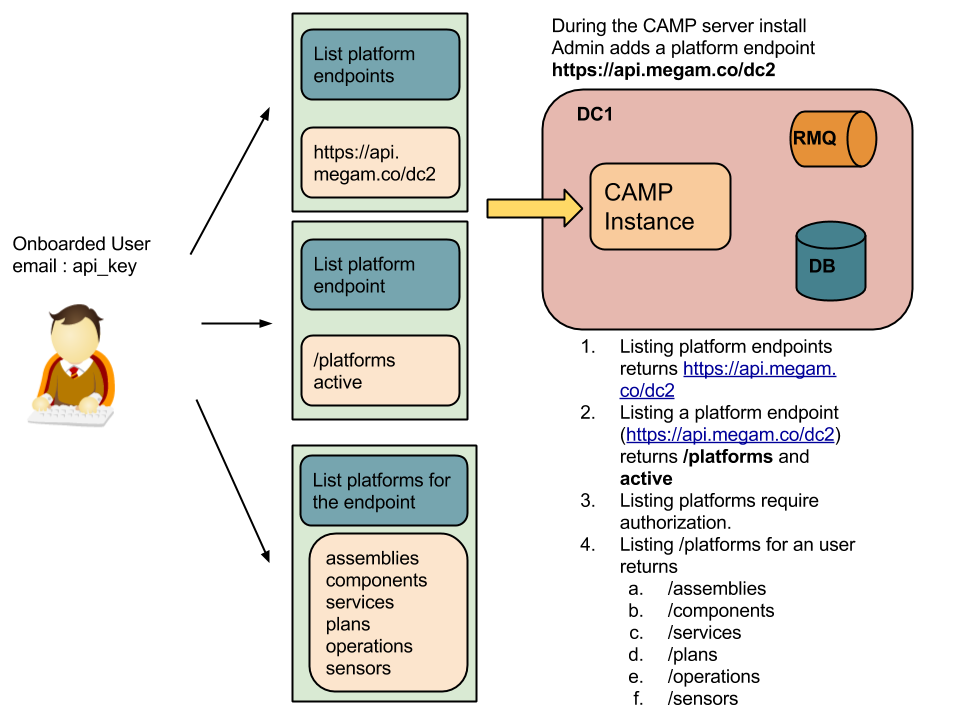 Onboarded User
email : api_key
List platform
endpoints
https://api.
megam.co/dc2
List platform
endpoint
/platforms
active
List platforms for
the endpoint
assemblies
components
services
plans
operations
sensors
During the CAMP server install
Admin adds a platform endpoint
https://api.megam.co/dc2
DC1
RMQ
CAMP
Instance
DB
1. Listing platform endpoints
returns https://api.megam.
co/dc2
2. Listing a platform endpoint
(https://api.megam.co/dc2)
returns /platforms and
active
3. Listing platforms require
authorization.
4. Listing /platforms for an user
returns
a. /assemblies
b. /components
c. /services
d. /plans
e. /operations
f. /sensors